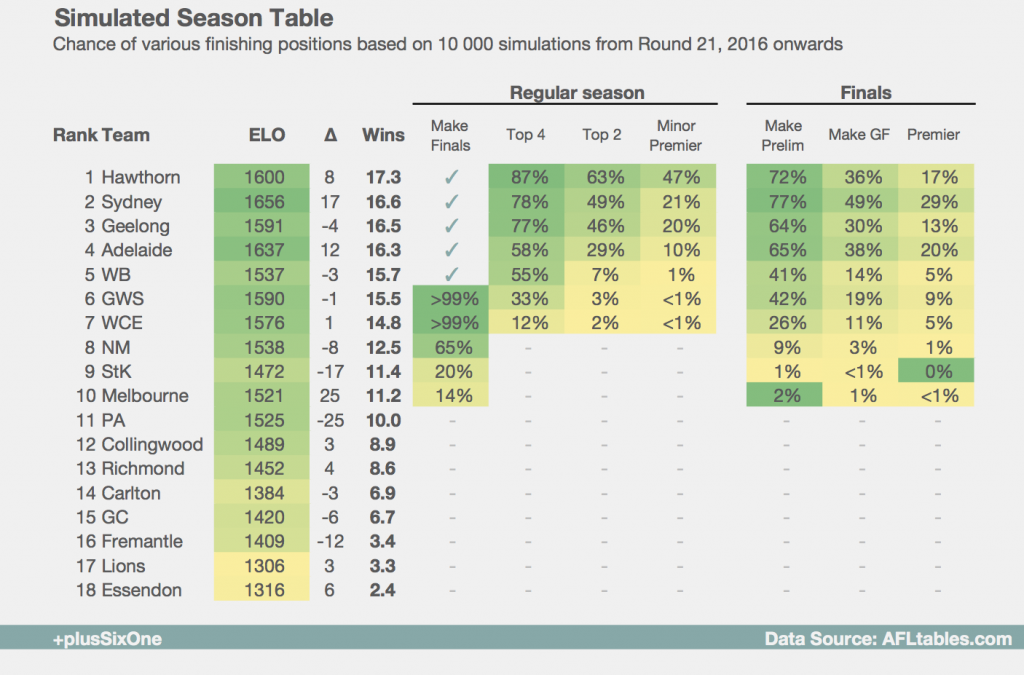 Simulated Season Table
Chance of various finishing positions based on 10 000 simulations from Round 21, 2016 onwards
Regular season Finals
Rank Team ELO Δ Wins Make Finals Top 4 Top 2 Minor Premier Make Prelim Make GF Premier
1 Hawthorn 1600 8 17.3 ✓ 87% 63% 47% 72% 36% 17%
2 Sydney 1656 17 16.6 ✓ 78% 49% 21% 77% 49% 29%
3 Geelong 1591 -4 16.5 ✓ 77% 46% 20% 64% 30% 13%
4 Adelaide 1637 12 16.3 ✓ 58% 29% 10% 65% 38% 20%
5 WB 1537 -3 15.7 ✓ 55% 7% 1% 41% 14% 5%
6 GWS 1590 -1 15.5 >99% 33% 3% <1% 42% 19% 9%
7 WCE 1576 1 14.8 >99% 12% 2% <1% 26% 11% 5%
8 NM 1538 -8 12.5 65% - - - 9% 3% 1%
9 StK 1472 -17 11.4 20% - - - 1% <1% 0%
10 Melbourne 1521 25 11.2 14% - - - 2% 1% <1%
11 PA 1525 -25 10.0 - - - - - - -
12 Collingwood 1489 3 8.9 - - - - - - -
13 Richmond 1452 4 8.6 - - - - - - -
14 Carlton 1384 -3 6.9 - - - - - - -
15 GC 1420 -6 6.7 - - - - - - -
16 Fremantle 1409 -12 3.4 - - - - - - -
17 Lions 1306 3 3.3 - - - - - - -
18 Essendon 1316 6 2.4 - - - - - - -
+plusSixOne Data Source: AFLtables.com